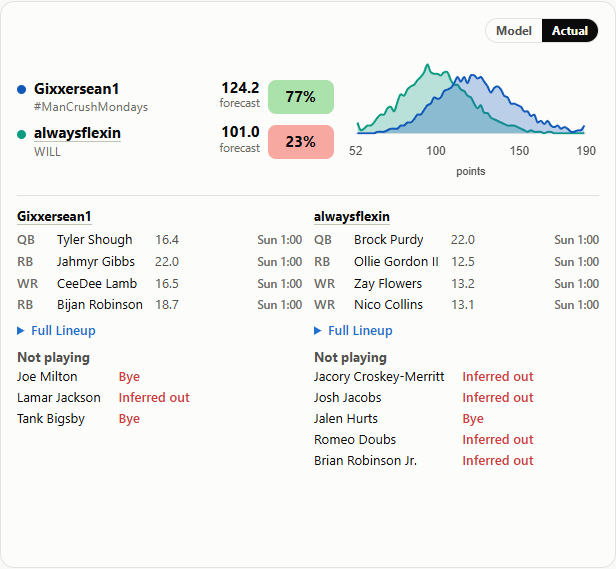 Model Actual
Gixxersean1 124.2 77%
#ManCrushMondays forecast
alwaysflexin 101.0 23%
WILL forecast
52 100 150 190
points
Gixxersean1
QB Tyler Shough 16.4 Sun 1:00
RB Jahmyr Gibbs 22.0 Sun 1:00
WR CeeDee Lamb 16.5 Sun 1:00
RB Bijan Robinson 18.7 Sun 1:00
▶ Full Lineup
Not playing
Joe Milton Bye
Lamar Jackson Inferred out
Tank Bigsby Bye
alwaysflexin
QB Brock Purdy 22.0 Sun 1:00
RB Ollie Gordon II 12.5 Sun 1:00
WR Zay Flowers 13.2 Sun 1:00
WR Nico Collins 13.1 Sun 1:00
▶ Full Lineup
Not playing
Jacory Croskey-Merritt Inferred out
Josh Jacobs Inferred out
Jalen Hurts Bye
Romeo Doubs Inferred out
Brian Robinson Jr. Inferred out